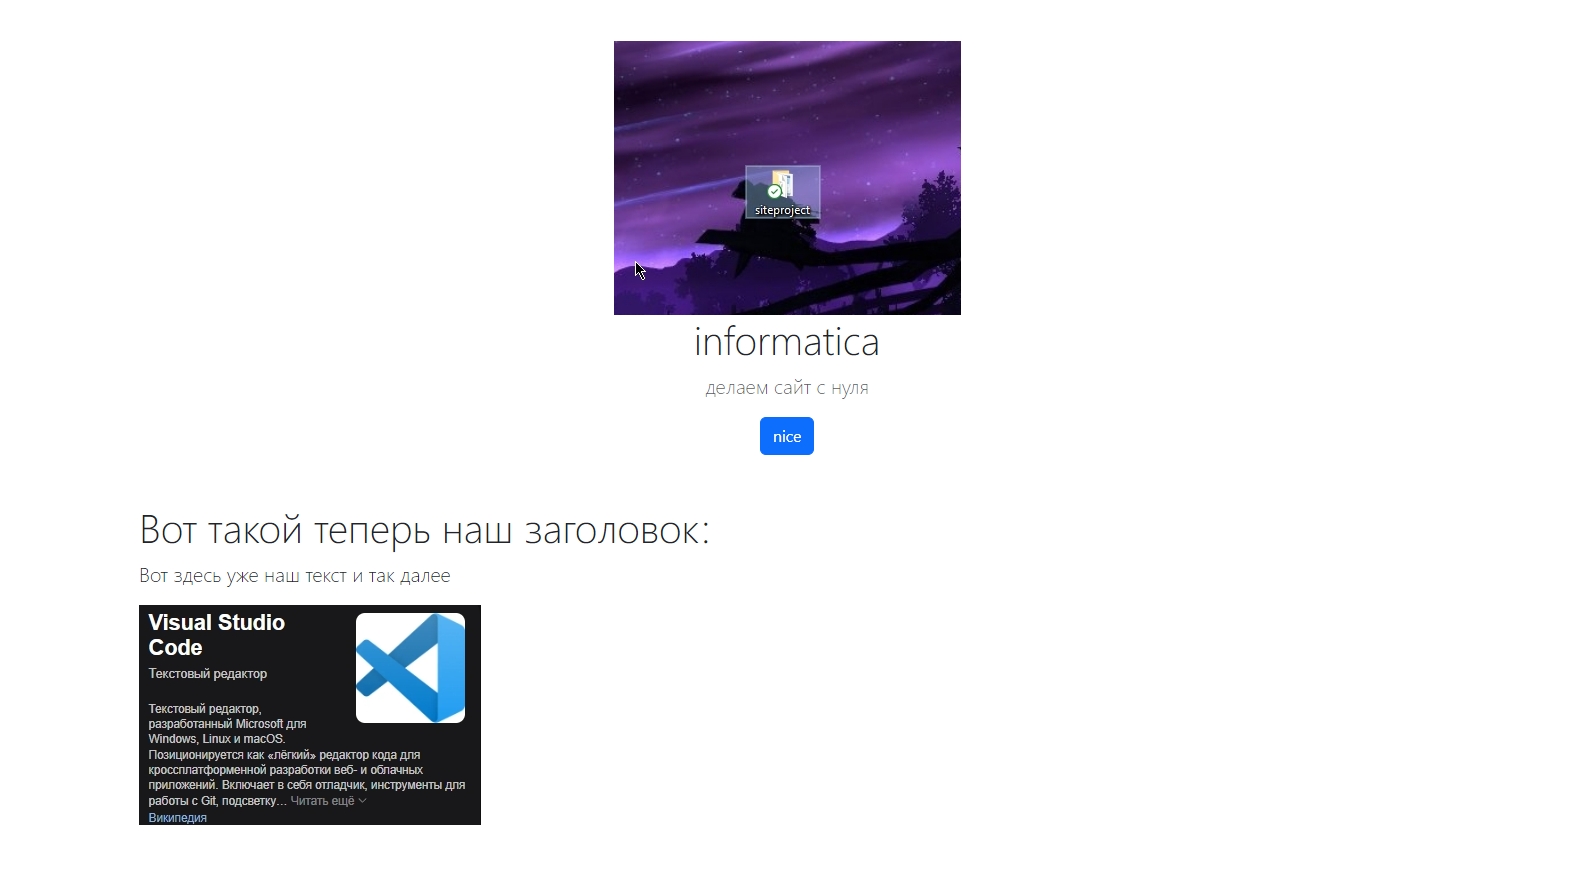 siteproject
informatica
делаем сайт с нуля
nice
Вот такой теперь наш заголовок:
Вот здесь уже наш текст и так далее
Visual Studio
Code
Текстовый редактор
Текстовый редактор,
разработанный Microsoft для
Windows, Linux и macOS.
Позиционируется как «лёгкий» редактор кода для
кроссплатформенной разработки веб- и облачных
приложений. Включает в себя отладчик, инструменты для
работы с Git, подсветку... Читать ещё
Википедия